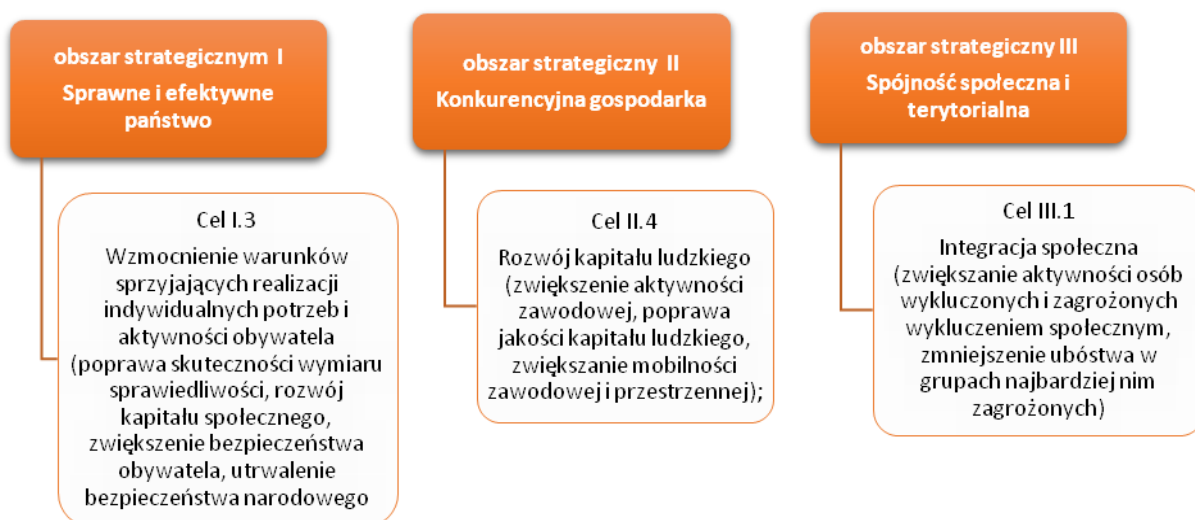 obszar strategicznym I
Sprawne i efektywne
państwo
Cel I.3
Wzmocnienie warunków
sprzyjających realizacji
indywidualnych potrzeb i
aktywności obywatela
(poprawa skuteczności wymiaru
sprawiedliwości, rozwój
kapitału społecznego,
zwiększenie bezpieczeństwa
obywatela, utrwalenie
bezpieczeństwa narodowego
obszar strategiczny II
Konkurencyjna gospodarka
Cel II.4
Rozwój kapitału ludzkiego
(zwiększenie aktywności
zawodowej, poprawa
jakości kapitału ludzkiego,
zwiększanie mobilności
zawodowej i przestrzennej);
obszar strategiczny III
Spójność społeczna i
terytorialna
Cel III.1
Integracja społeczna
(zwiększanie aktywności osób
wykluczonych i zagrożonych
wykluczeniem społecznym,
zmniejszenie ubóstwa w
grupach najbardziej nim
zagrożonych)